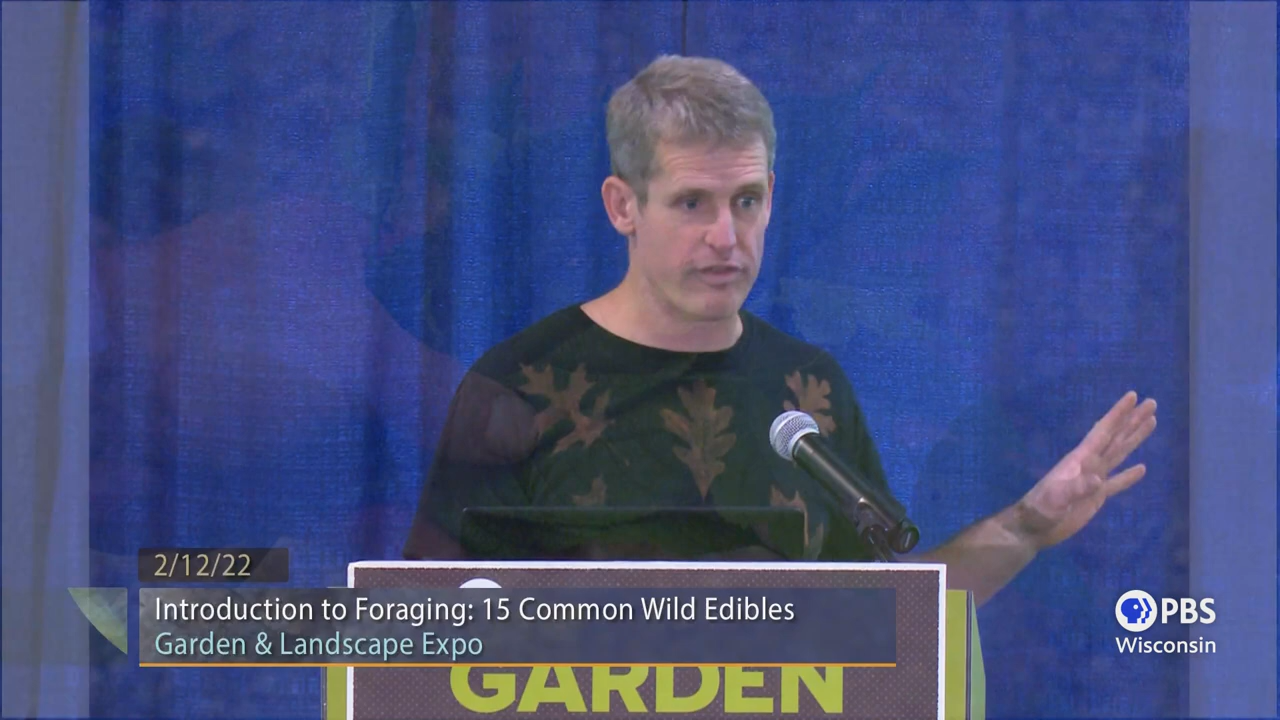 2/12/22
Introduction to Foraging: 15 Common Wild Edibles
Garden & Landscape Expo
PBS
Wisconsin
GARDEN